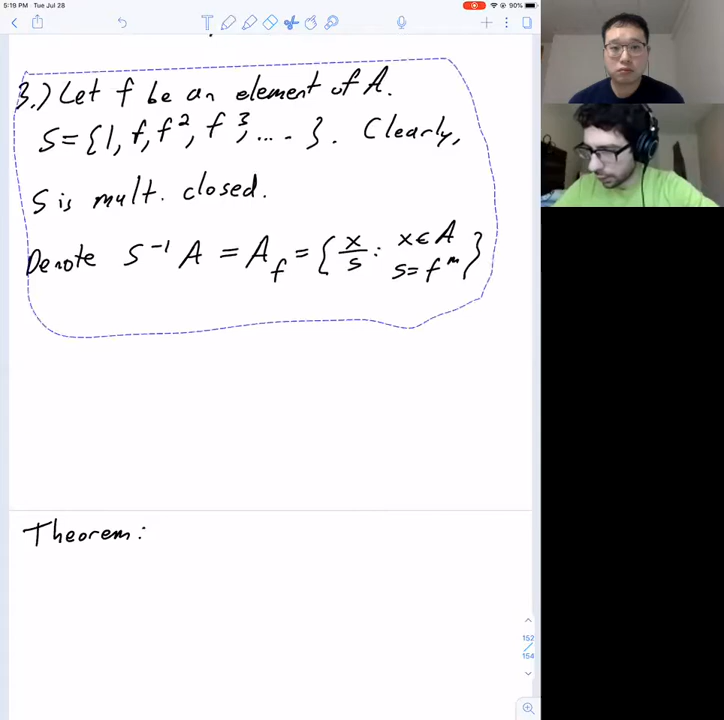 5:19 PM Tue Jul 28
90%
3.) Let f be an element of A.
S = {1, f, f², f³, .... }. Clearly,
S is mult. closed.
Denote S⁻¹ A = A_f = { x/s : x ∈ A
s = fᵐ }
Theorem:
152
/
154